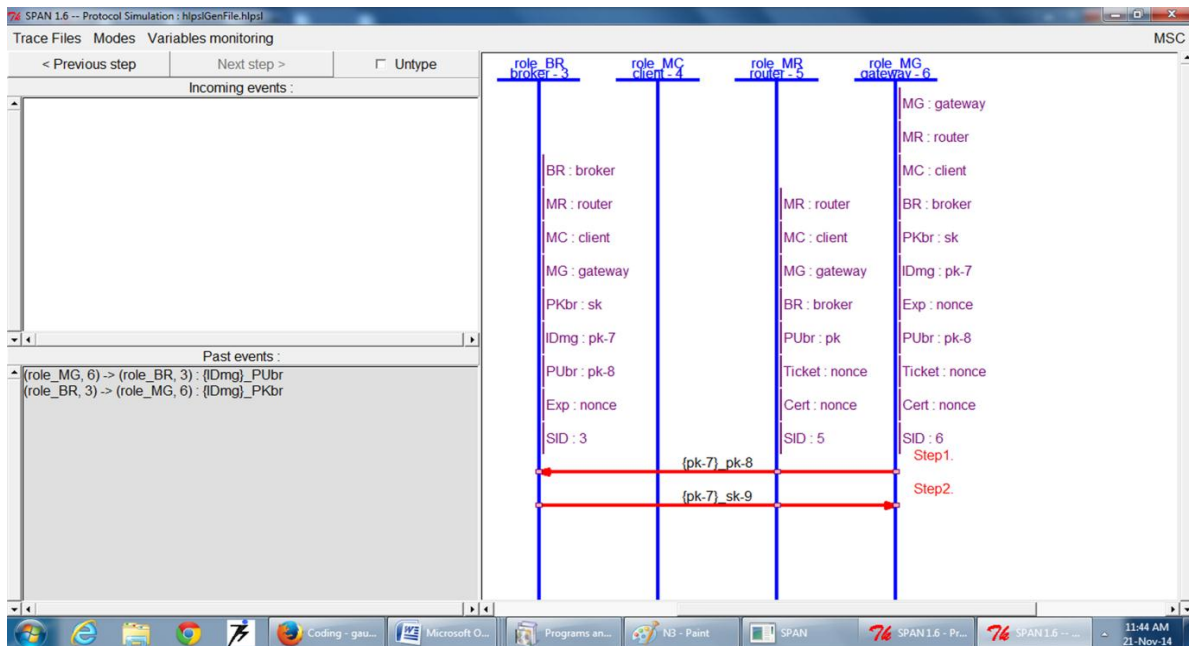 SPAN 1.6 -- Protocol Simulation : hlpslGenFile.hlpsl
Trace Files Modes Variables monitoring MSC
< Previous step Next step > Untype
Incoming events :
Past events :
(role_MG, 6) -> (role_BR, 3) : {IDmg}_PUbr
(role_BR, 3) -> (role_MG, 6) : {IDmg}_PKbr
role_BR role_MC role_MR role_MG
broker - 3 client - 4 router - 5 gateway - 6
MG : gateway
MR : router
BR : broker MC : client
MR : router MR : router BR : broker
MC : client MC : client PKbr : sk
MG : gateway MG : gateway IDmg : pk-7
PKbr : sk BR : broker Exp : nonce
IDmg : pk-7 PUbr : pk PUbr : pk-8
PUbr : pk-8 Ticket : nonce Ticket : nonce
Exp : nonce Cert : nonce Cert : nonce
SID : 3 SID : 5 SID : 6
{pk-7}_pk-8 Step1.
{pk-7}_sk-9 Step2.
Coding - gau... Microsoft O... Programs an... N3 - Paint SPAN SPAN 1.6 - Pr... SPAN 1.6 -- ... 11:44 AM
21-Nov-14